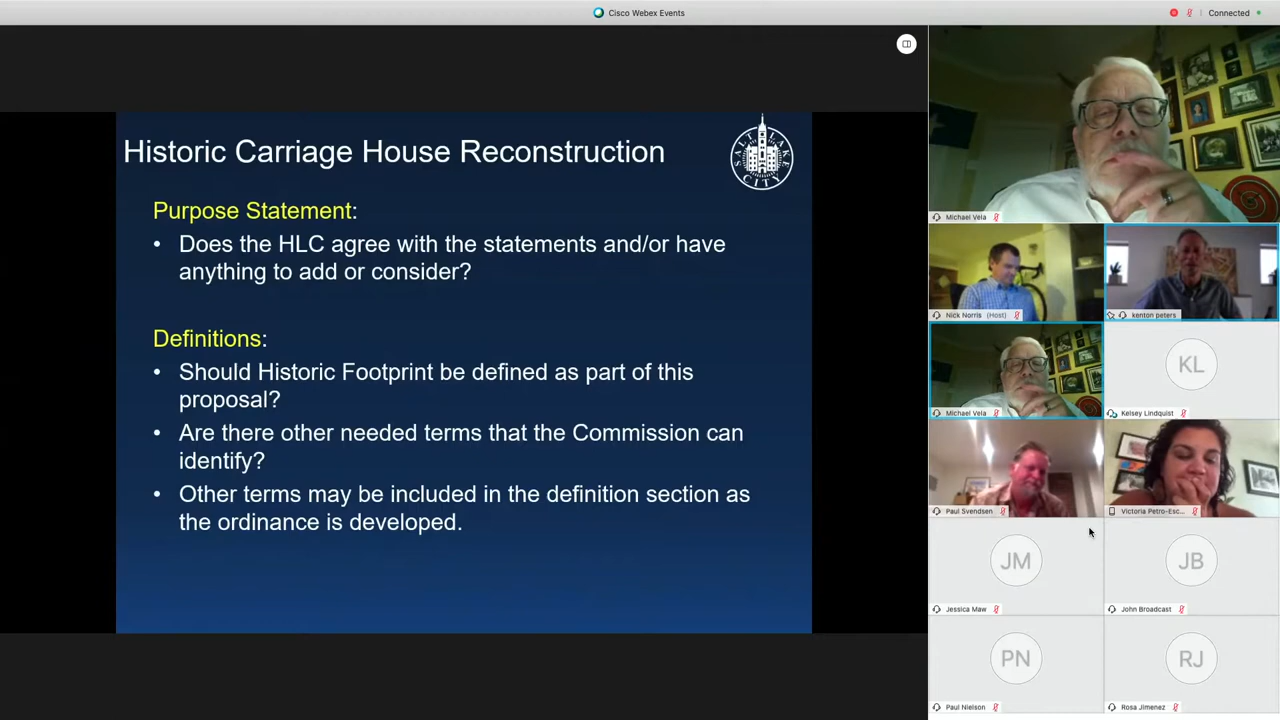 Cisco Webex Events
Connected
Historic Carriage House Reconstruction
SALT LAKE
CITY
Purpose Statement:
• Does the HLC agree with the statements and/or have
anything to add or consider?
Definitions:
• Should Historic Footprint be defined as part of this
proposal?
• Are there other needed terms that the Commission can
identify?
• Other terms may be included in the definition section as
the ordinance is developed.
Michael Vela
Nick Norris (Host)
kenton peters
Michael Vela
KL
Kelsey Lindquist
Paul Svendsen
Victoria Petro-Esc...
JM
Jessica Maw
JB
John Broadcast
PN
Paul Nielson
RJ
Rosa Jimenez